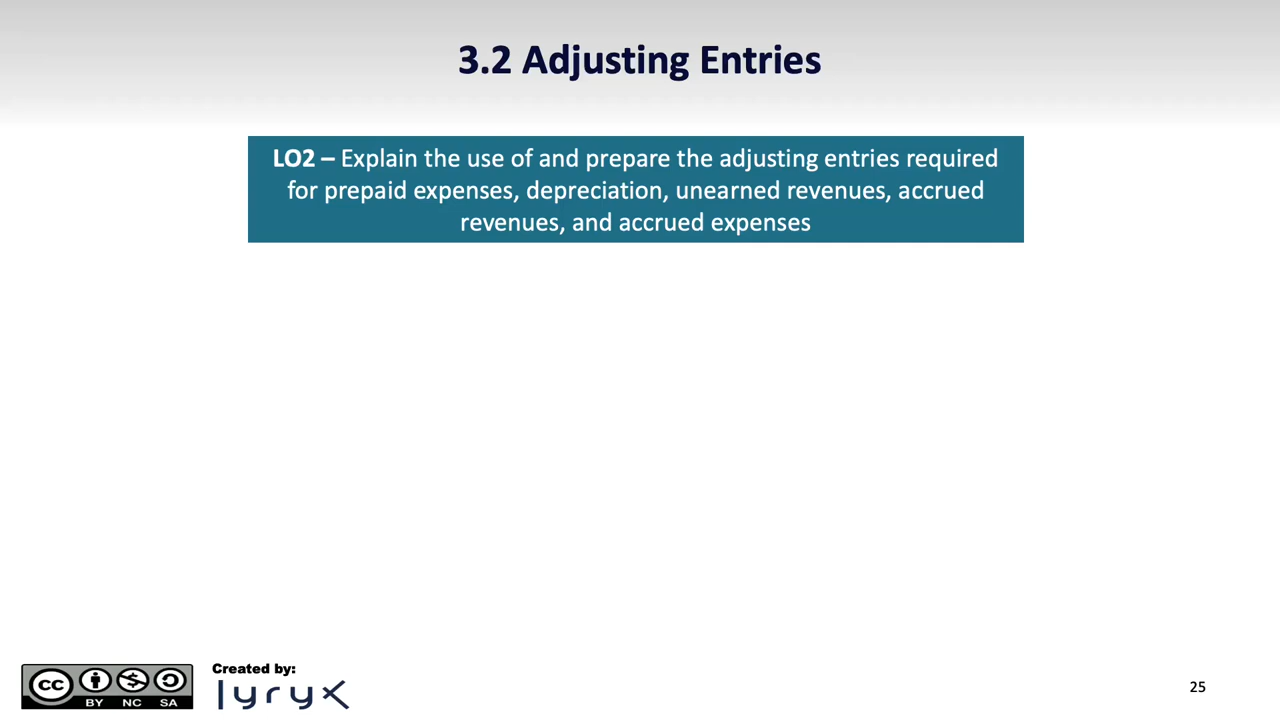 3.2 Adjusting Entries
LO2 – Explain the use of and prepare the adjusting entries required
for prepaid expenses, depreciation, unearned revenues, accrued
revenues, and accrued expenses
Created by:
lyryx
CC
BY NC SA
25